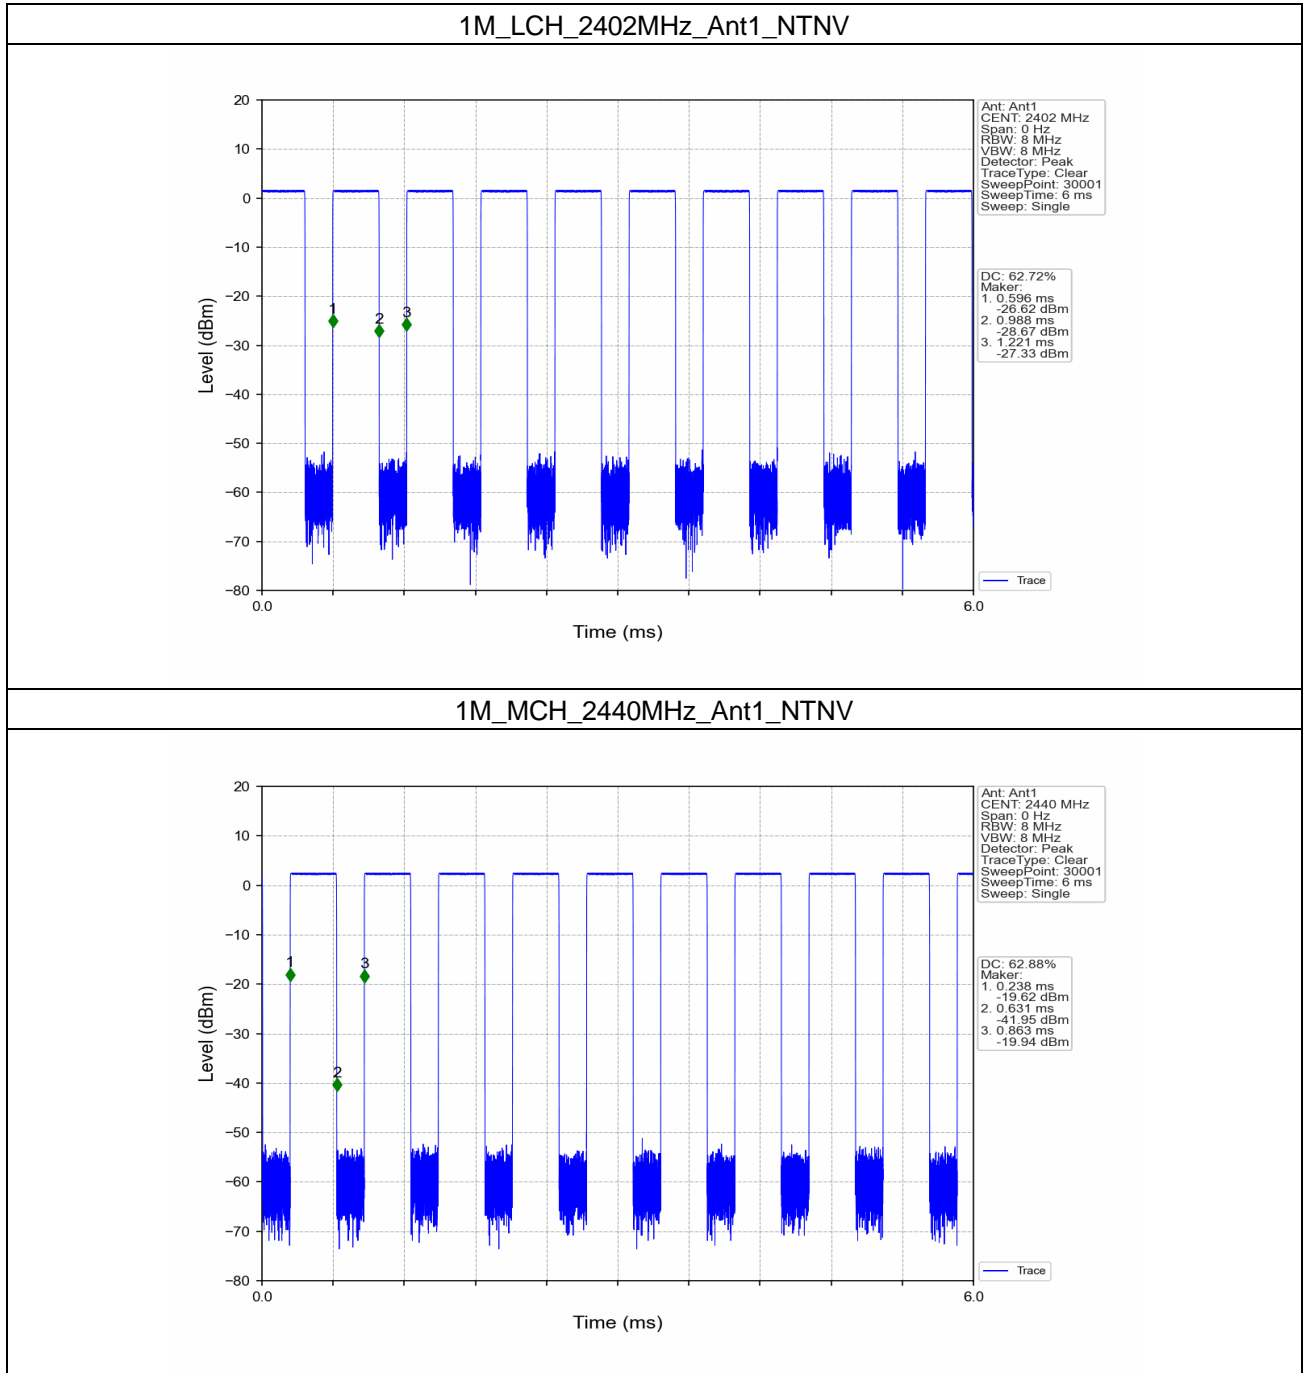 1M_LCH_2402MHz_Ant1_NTNV
20
10
0
−10
−20
−30
−40
−50
−60
−70
−80
Level (dBm)
0.0
6.0
Time (ms)
1
2
3
Ant: Ant1
CENT: 2402 MHz
Span: 0 Hz
RBW: 8 MHz
VBW: 8 MHz
Detector: Peak
TraceType: Clear
SweepPoint: 30001
SweepTime: 6 ms
Sweep: Single
DC: 62.72%
Maker:
1. 0.596 ms
-26.62 dBm
2. 0.988 ms
-28.67 dBm
3. 1.221 ms
-27.33 dBm
Trace
1M_MCH_2440MHz_Ant1_NTNV
20
10
0
−10
−20
−30
−40
−50
−60
−70
−80
Level (dBm)
0.0
6.0
Time (ms)
1
2
3
Ant: Ant1
CENT: 2440 MHz
Span: 0 Hz
RBW: 8 MHz
VBW: 8 MHz
Detector: Peak
TraceType: Clear
SweepPoint: 30001
SweepTime: 6 ms
Sweep: Single
DC: 62.88%
Maker:
1. 0.238 ms
-19.62 dBm
2. 0.631 ms
-41.95 dBm
3. 0.863 ms
-19.94 dBm
Trace